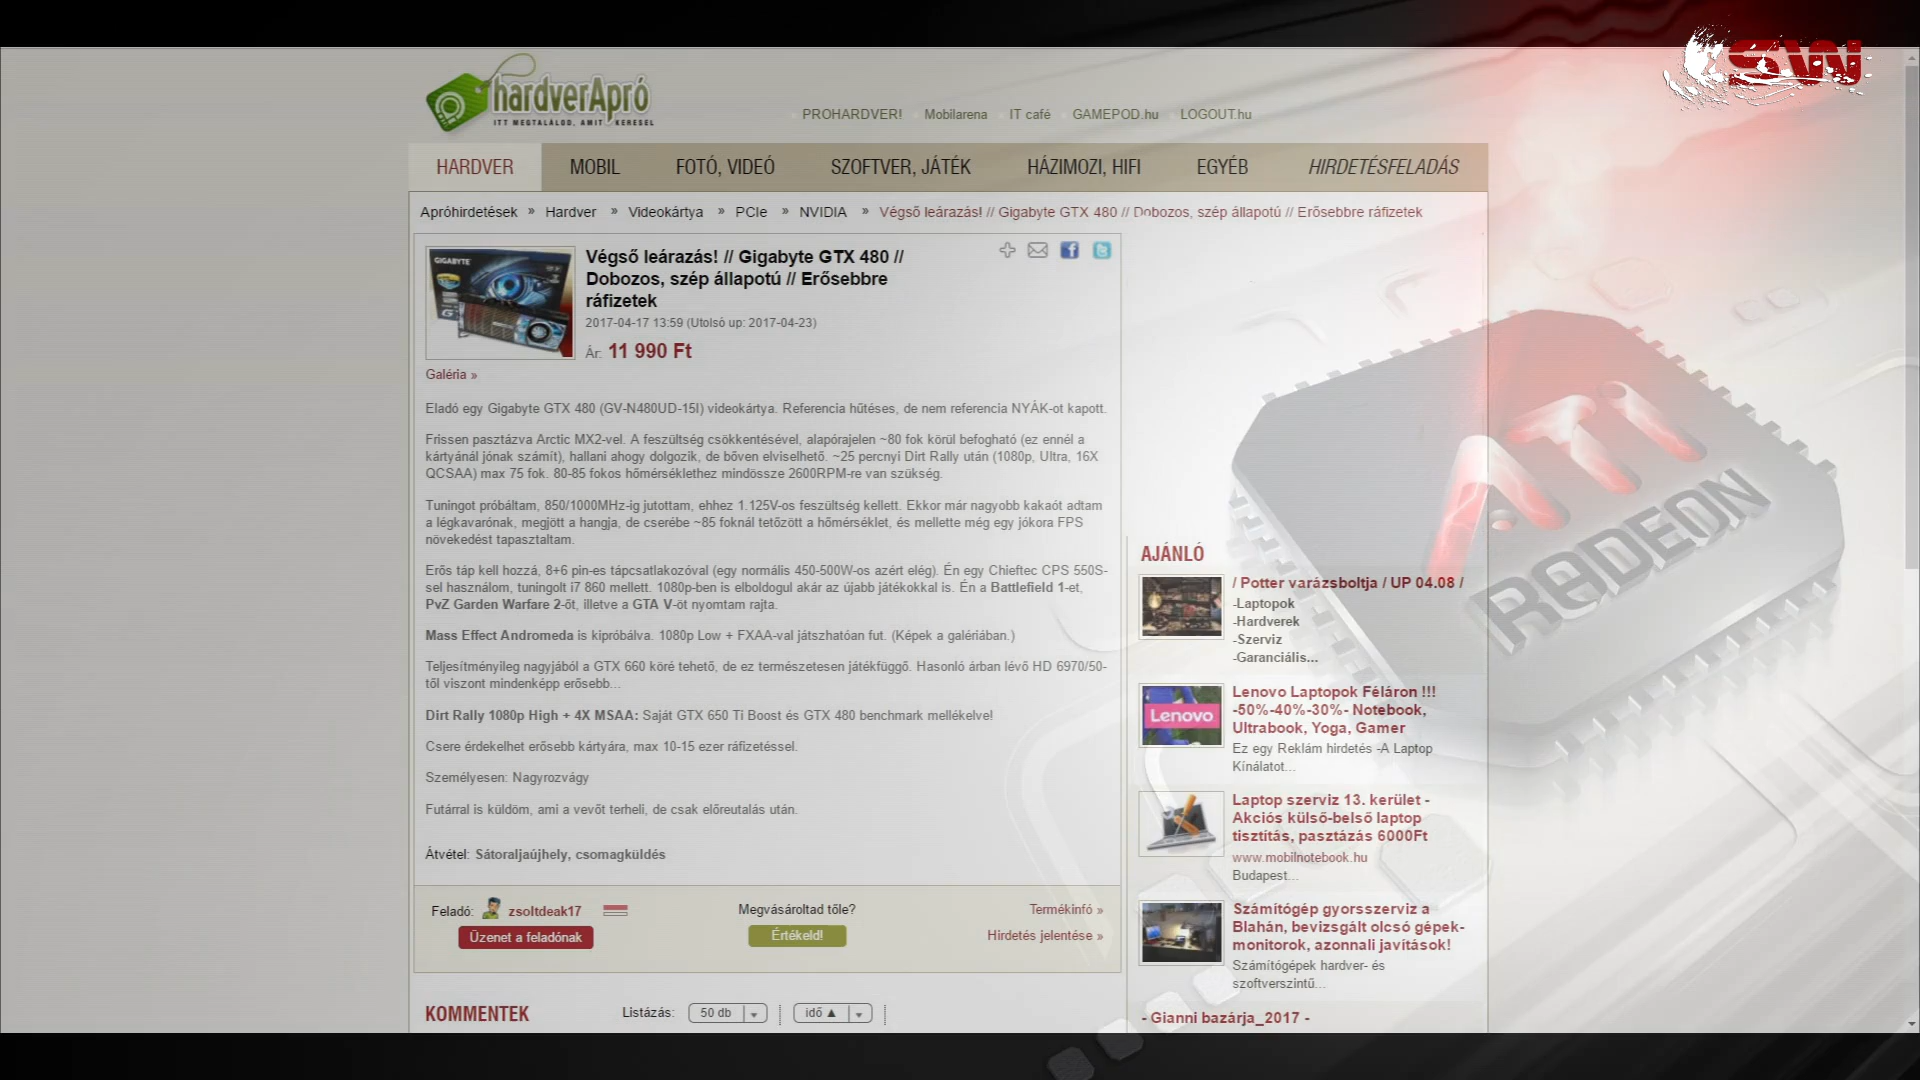 SW
hardverApró
ITT MEGTALÁLOD, AMIT KERESEL
PROHARDVER! Mobilarena IT café GAMEPOD.hu LOGOUT.hu
HARDVER MOBIL FOTÓ, VIDEÓ SZOFTVER, JÁTÉK HÁZIMOZI, HIFI EGYÉB HIRDETÉSFELADÁS
Apróhirdetések » Hardver » Videokártya » PCIe » NVIDIA » Végső leárazás! // Gigabyte GTX 480 // Dobozos, szép állapotú // Erősebbre ráfizetek
GIGABYTE
Végső leárazás! // Gigabyte GTX 480 //
Dobozos, szép állapotú // Erősebbre
ráfizetek
2017-04-17 13:59 (Utolsó up: 2017-04-23)
Ár: 11 990 Ft
Galéria »
Eladó egy Gigabyte GTX 480 (GV-N480UD-15I) videokártya. Referencia hűtéses, de nem referencia NYÁK-ot kapott.
Frissen pasztázva Arctic MX2-vel. A feszültség csökkentésével, alapórajelen ~80 fok körül befogható (ez ennél a
kártyánál jónak számít), hallani ahogy dolgozik, de bőven elviselhető. ~25 percnyi Dirt Rally után (1080p, Ultra, 16X
QCSAA) max 75 fok. 80-85 fokos hőmérséklethez mindössze 2600RPM-re van szükség.
Tuningot próbáltam, 850/1000MHz-ig jutottam, ehhez 1.125V-os feszültség kellett. Ekkor már nagyobb kakaót adtam
a légkavarónak, megjött a hangja, de cserébe ~85 foknál tetőzött a hőmérséklet, és mellette még egy jókora FPS
növekedést tapasztaltam.
Erős táp kell hozzá, 8+6 pin-es tápcsatlakozóval (egy normális 450-500W-os azért elég). Én egy Chieftec CPS 550S-
sel használom, tuningolt i7 860 mellett. 1080p-ben is elboldogul akár az újabb játékokkal is. Én a Battlefield 1-et,
PvZ Garden Warfare 2-őt, illetve a GTA V-öt nyomtam rajta.
Mass Effect Andromeda is kipróbálva. 1080p Low + FXAA-val játszhatóan fut. (Képek a galériában.)
Teljesítményileg nagyjából a GTX 660 köré tehető, de ez természetesen játékfüggő. Hasonló árban lévő HD 6970/50-
től viszont mindenképp erősebb...
Dirt Rally 1080p High + 4X MSAA: Saját GTX 650 Ti Boost és GTX 480 benchmark mellékelve!
Csere érdekelhet erősebb kártyára, max 10-15 ezer ráfizetéssel.
Személyesen: Nagyrozvágy
Futárral is küldöm, ami a vevőt terheli, de csak előreutalás után.
Átvétel: Sátoraljaújhely, csomagküldés
Feladó: zsoltdeak17
Üzenet a feladónak
Megvásároltad tőle?
Értékeld!
Termékinfó »
Hirdetés jelentése »
KOMMENTEK Listázás: 50 db idő ▲
AJÁNLÓ
/ Potter varázsboltja / UP 04.08 /
-Laptopok
-Hardverek
-Szerviz
-Garanciális...
Lenovo
Lenovo Laptopok Féláron !!!
-50%-40%-30%- Notebook,
Ultrabook, Yoga, Gamer
Ez egy Reklám hirdetés -A Laptop
Kínálatot...
Laptop szerviz 13. kerület -
Akciós külső-belső laptop
tisztítás, pasztázás 6000Ft
www.mobilnotebook.hu
Budapest...
Számítógép gyorsszerviz a
Blahán, bevizsgált olcsó gépek-
monitorok, azonnali javítások!
Számítógépek hardver- és
szoftverszintű...
- Gianni bazárja_2017 -
ATI
RADEON